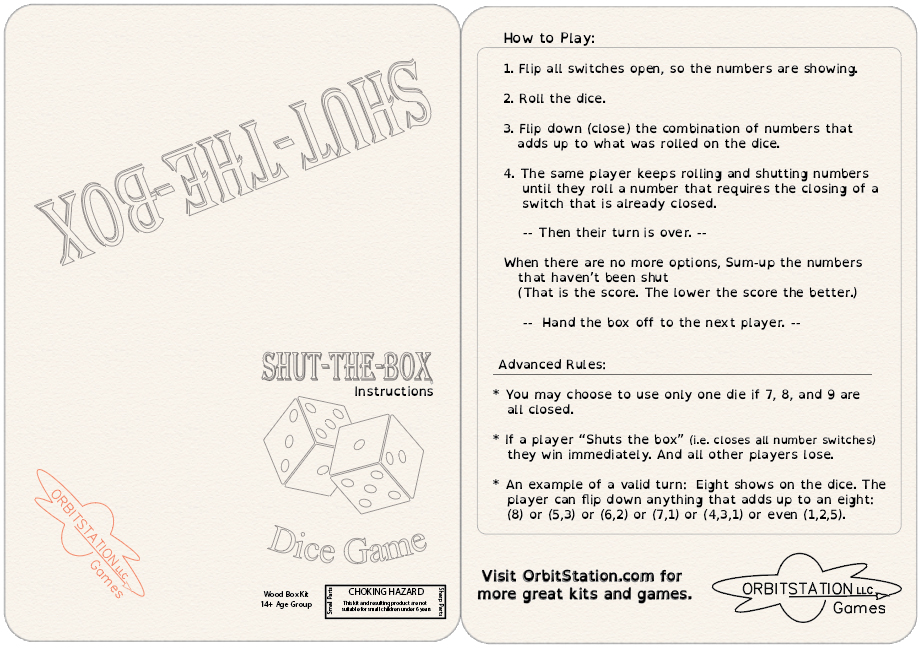 SHUT-THE-BOX
SHUT-THE-BOX
Instructions
Dice Game
ORBITSTATION LLC.
Games
Wood Box Kit
14+ Age Group
Small Parts
CHOKING HAZARD
This kit and resulting product are not
suitable for small children under 6 years
Sharp Parts
How to Play:
1. Flip all switches open, so the numbers are showing.
2. Roll the dice.
3. Flip down (close) the combination of numbers that
adds up to what was rolled on the dice.
4. The same player keeps rolling and shutting numbers
until they roll a number that requires the closing of a
switch that is already closed.
-- Then their turn is over. --
When there are no more options, Sum-up the numbers
that haven't been shut
(That is the score. The lower the score the better.)
-- Hand the box off to the next player. --
Advanced Rules:
* You may choose to use only one die if 7, 8, and 9 are
all closed.
* If a player “Shuts the box” (i.e. closes all number switches)
they win immediately. And all other players lose.
* An example of a valid turn: Eight shows on the dice. The
player can flip down anything that adds up to an eight:
(8) or (5,3) or (6,2) or (7,1) or (4,3,1) or even (1,2,5).
Visit OrbitStation.com for
more great kits and games.
ORBITSTATION LLC.
Games